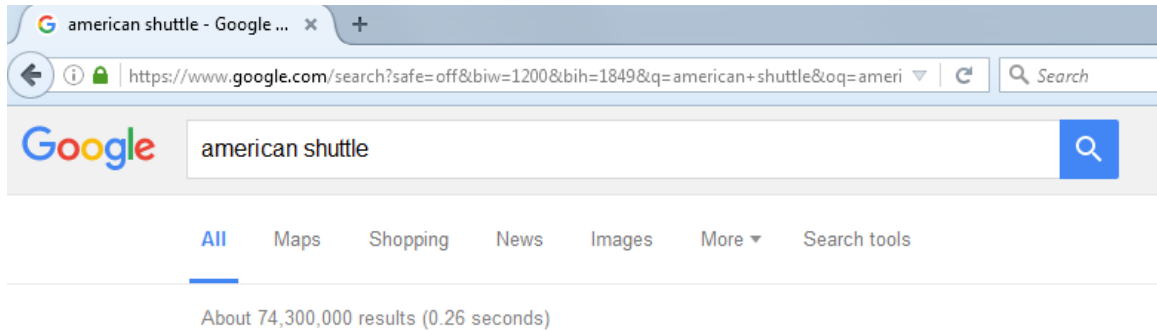 american shuttle - Google ...
https://www.google.com/search?safe=off&biw=1200&bih=1849&q=american+shuttle&oq=ameri
Search
Google
american shuttle
All Maps Shopping News Images More Search tools
About 74,300,000 results (0.26 seconds)